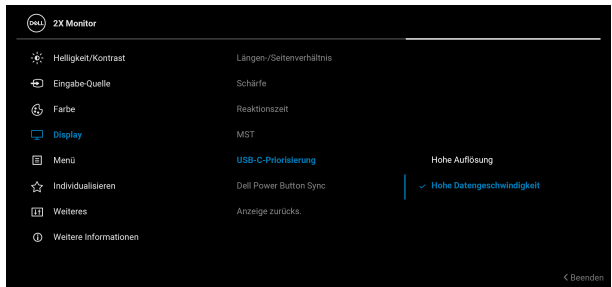 DELL 2X Monitor
Helligkeit/Kontrast
Eingabe-Quelle
Farbe
Display
Menü
Individualisieren
Weiteres
Weitere Informationen
Längen-/Seitenverhältnis
Schärfe
Reaktionszeit
MST
USB-C-Priorisierung
Dell Power Button Sync
Anzeige zurücks.
Hohe Auflösung
Hohe Datengeschwindigkeit
Beenden